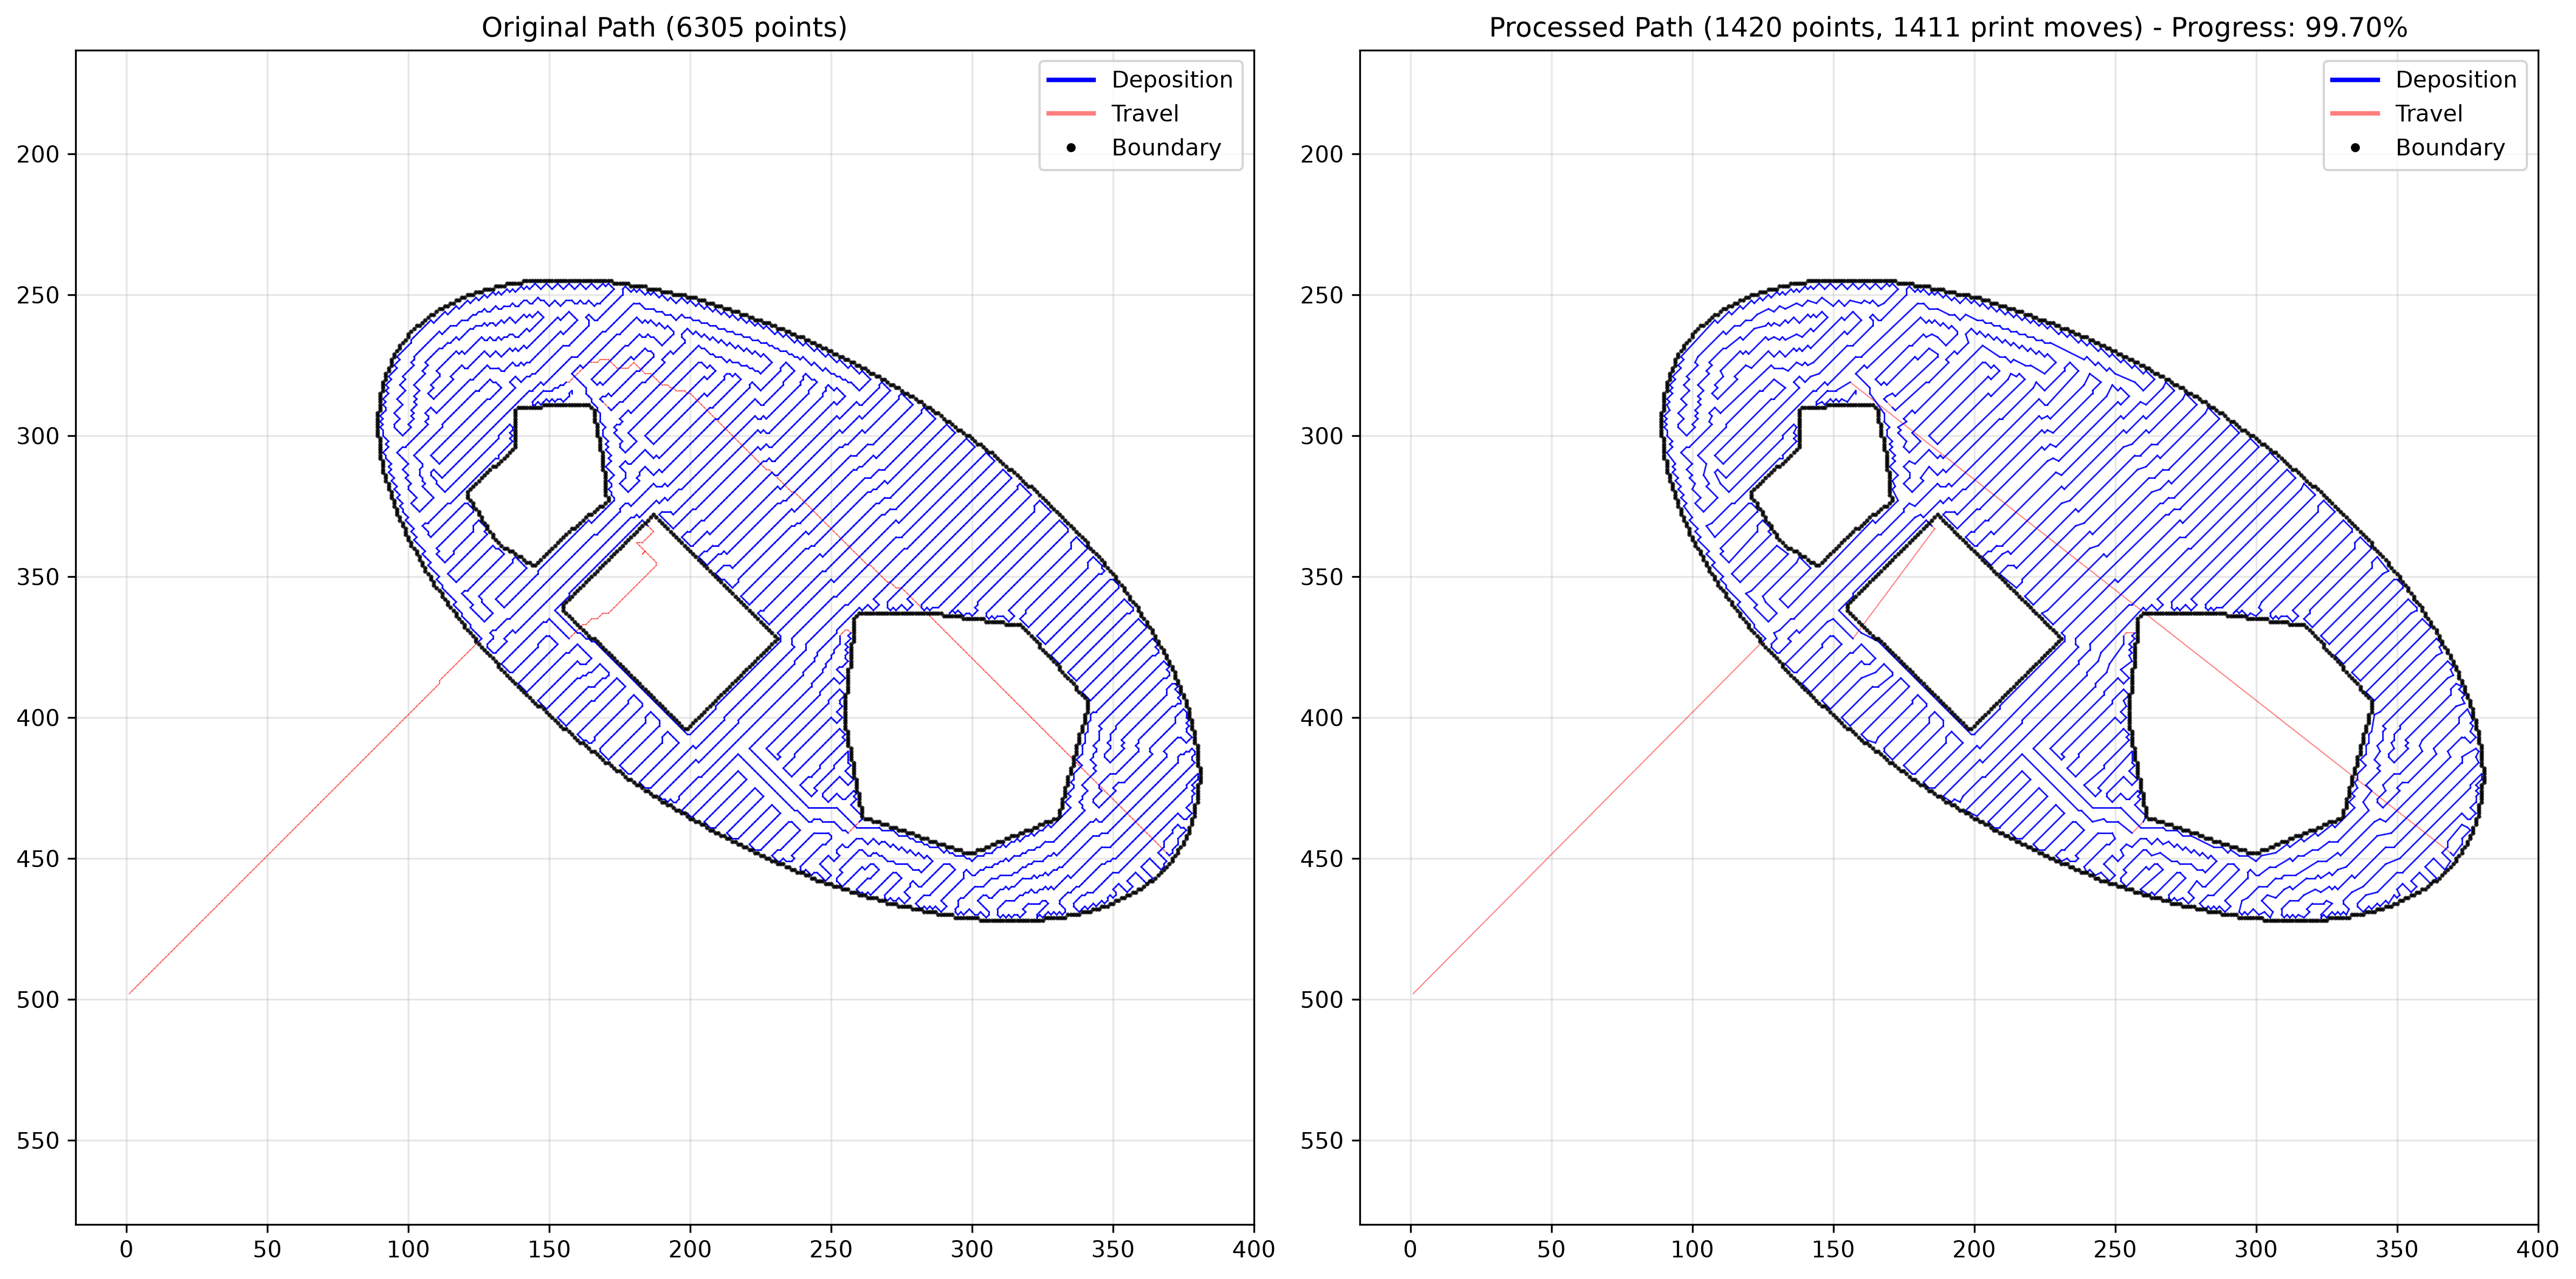 Original Path (6305 points)
Deposition
Travel
Boundary
200
250
300
350
400
450
500
550
0 50 100 150 200 250 300 350 400
Processed Path (1420 points, 1411 print moves) - Progress: 99.70%
Deposition
Travel
Boundary
200
250
300
350
400
450
500
550
0 50 100 150 200 250 300 350 400